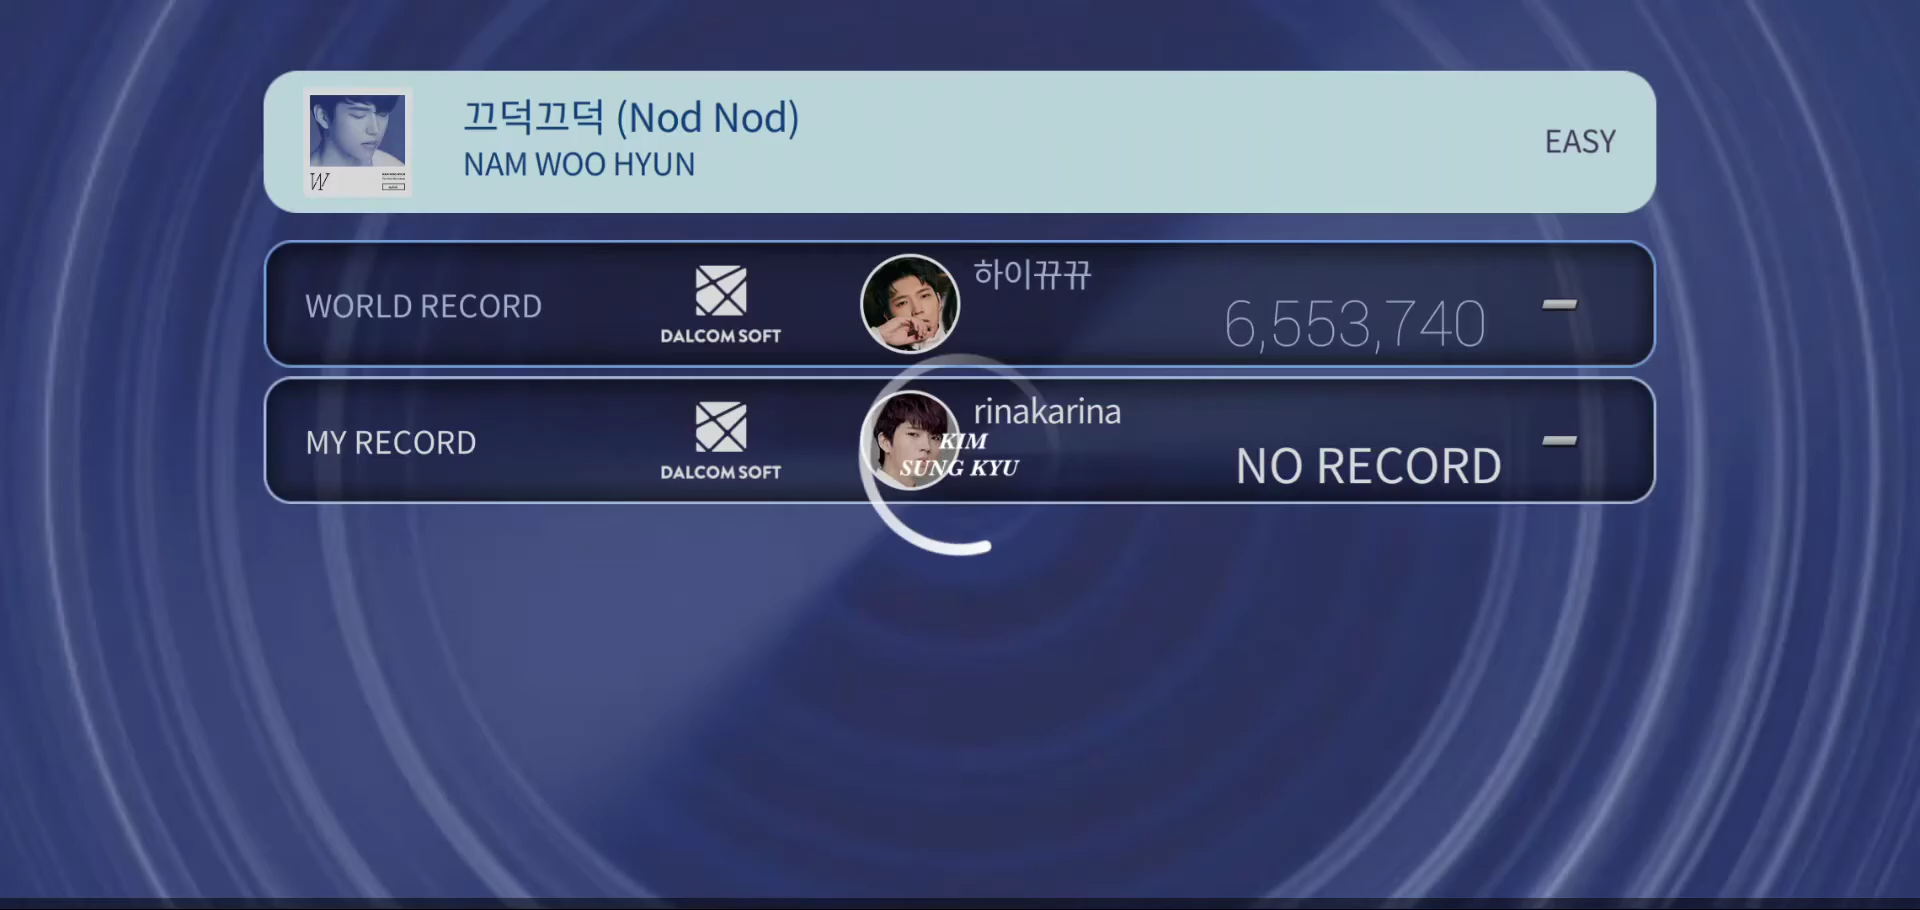 끄덕끄덕 (Nod Nod)
NAM WOO HYUN
EASY
W
WORLD RECORD
DALCOM SOFT
하이뀨뀨
6,553,740
MY RECORD
DALCOM SOFT
rinakarina
KIM
SUNG KYU
NO RECORD